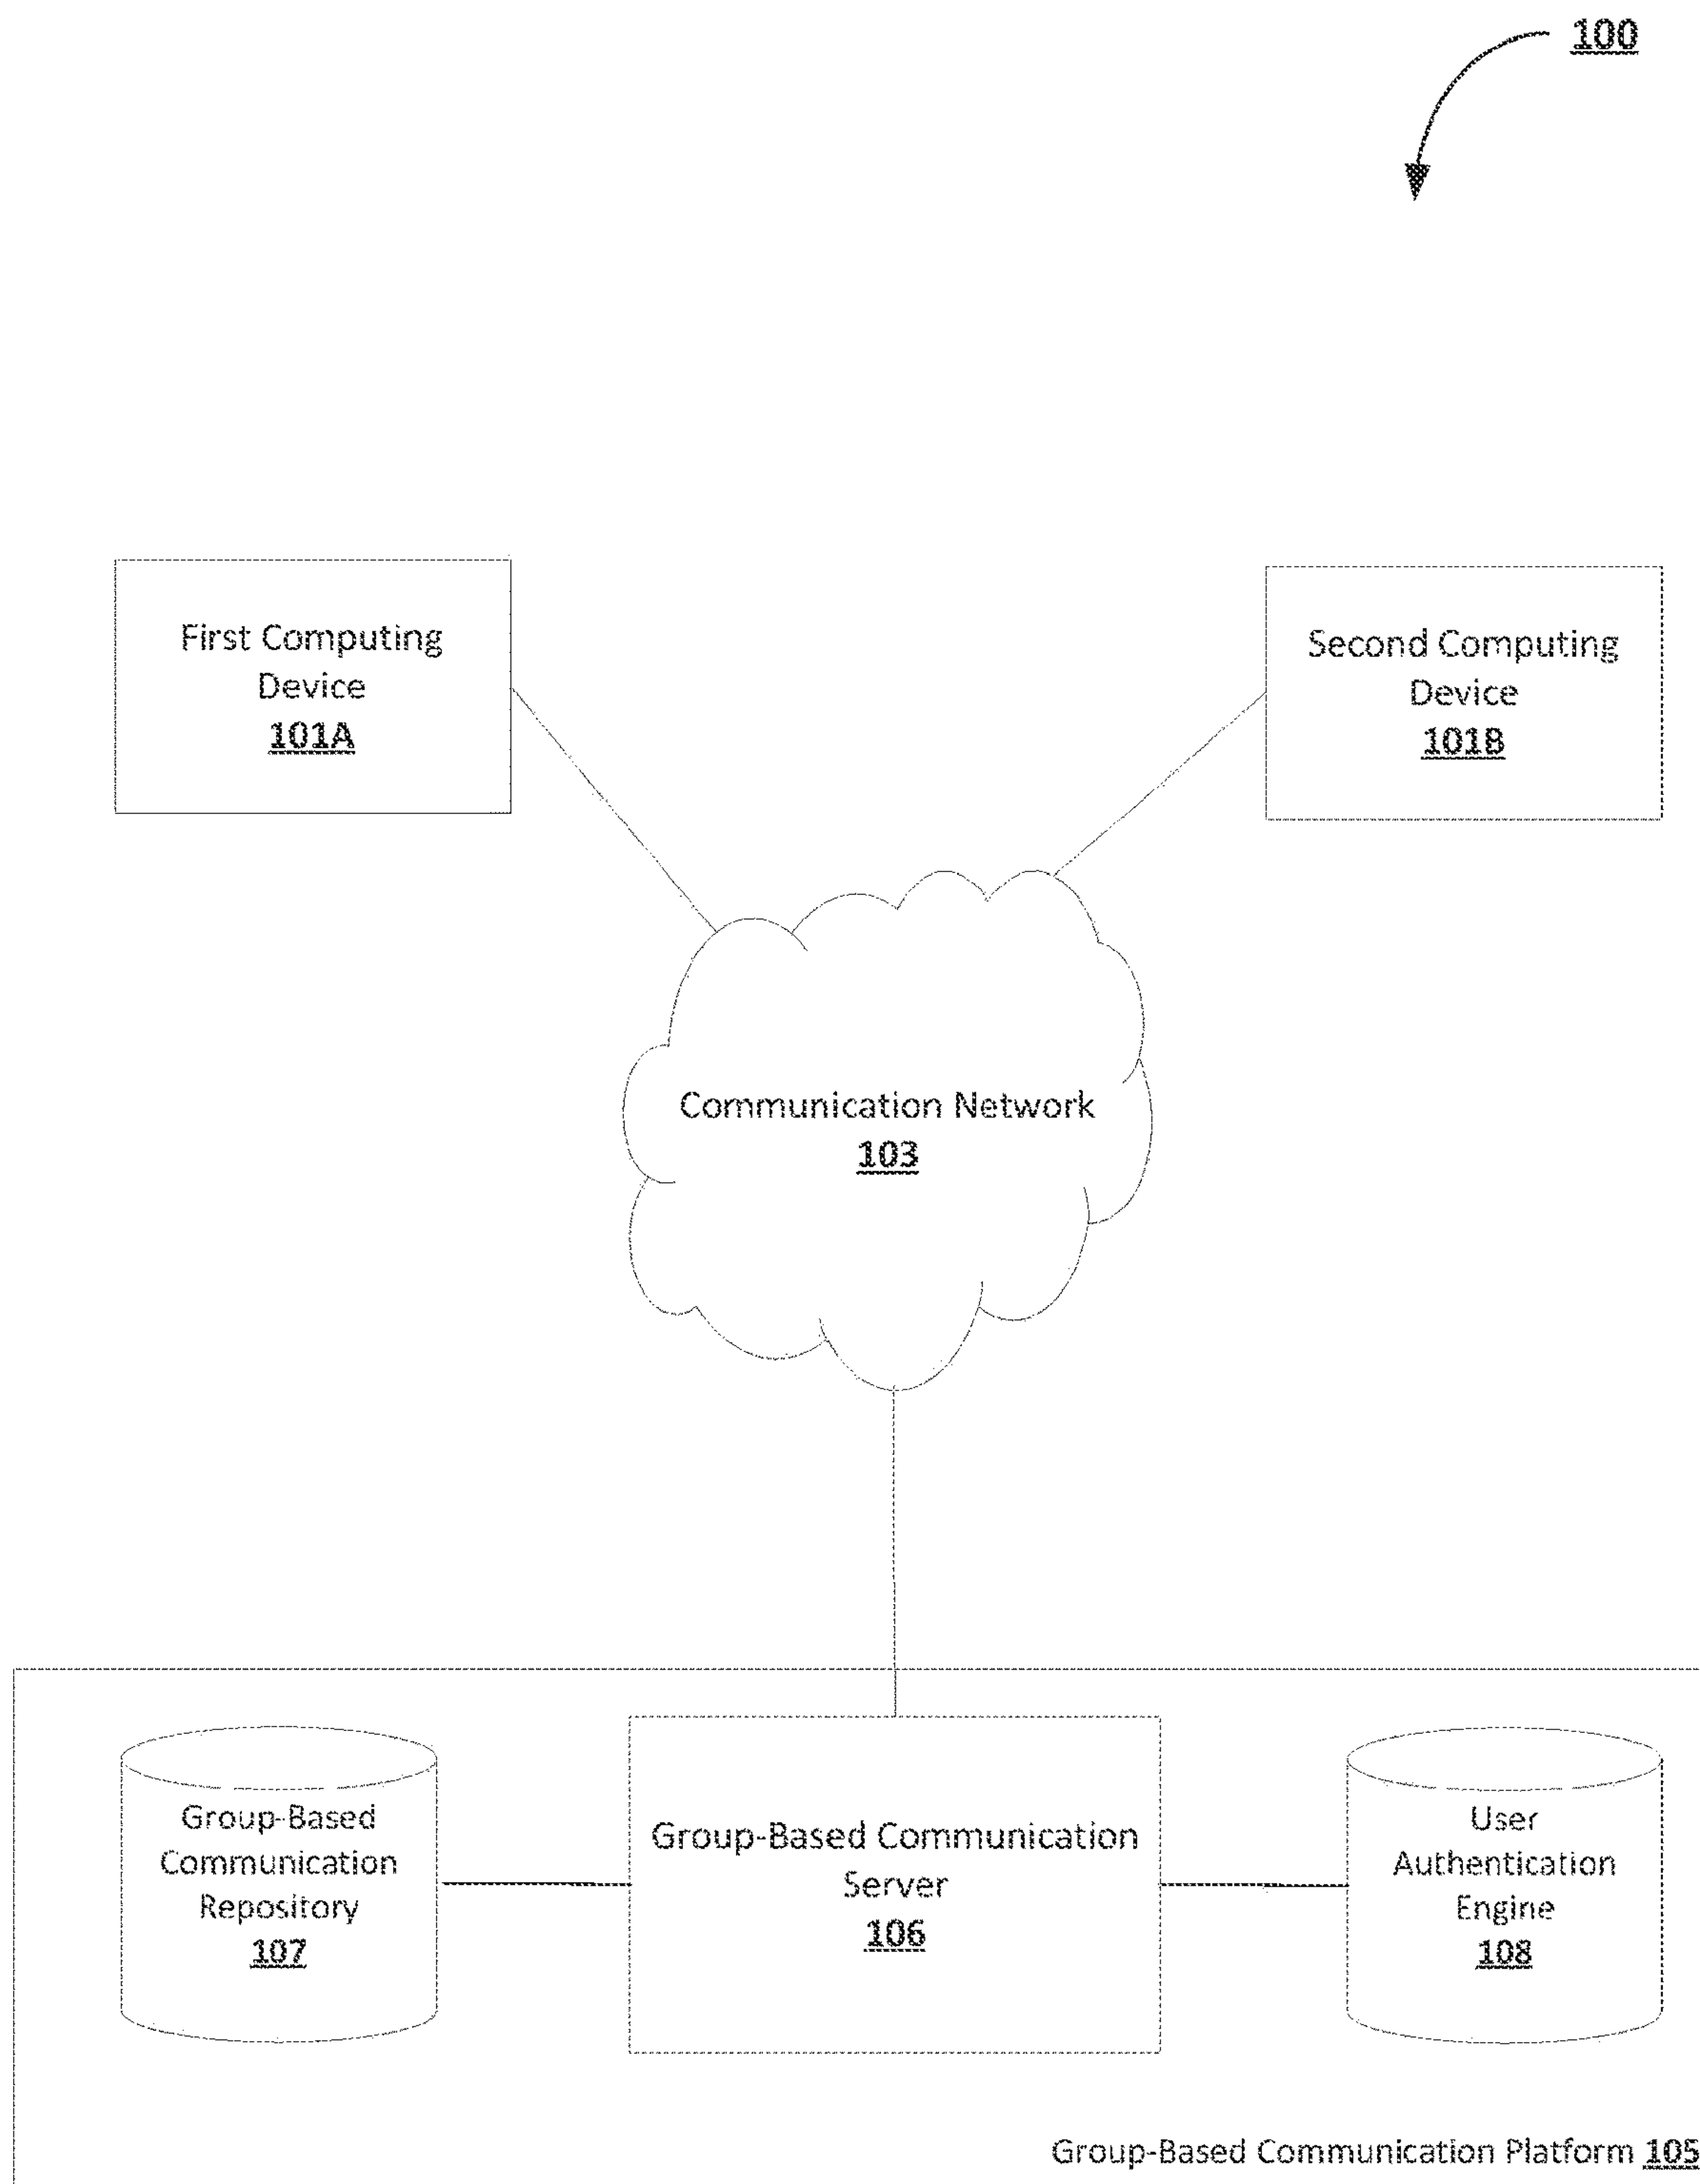 100
First Computing
Device
101A
Second Computing
Device
101B
Communication Network
103
Group-Based
Communication
Repository
107
Group-Based Communication
Server
106
User
Authentication
Engine
108
Group-Based Communication Platform 105